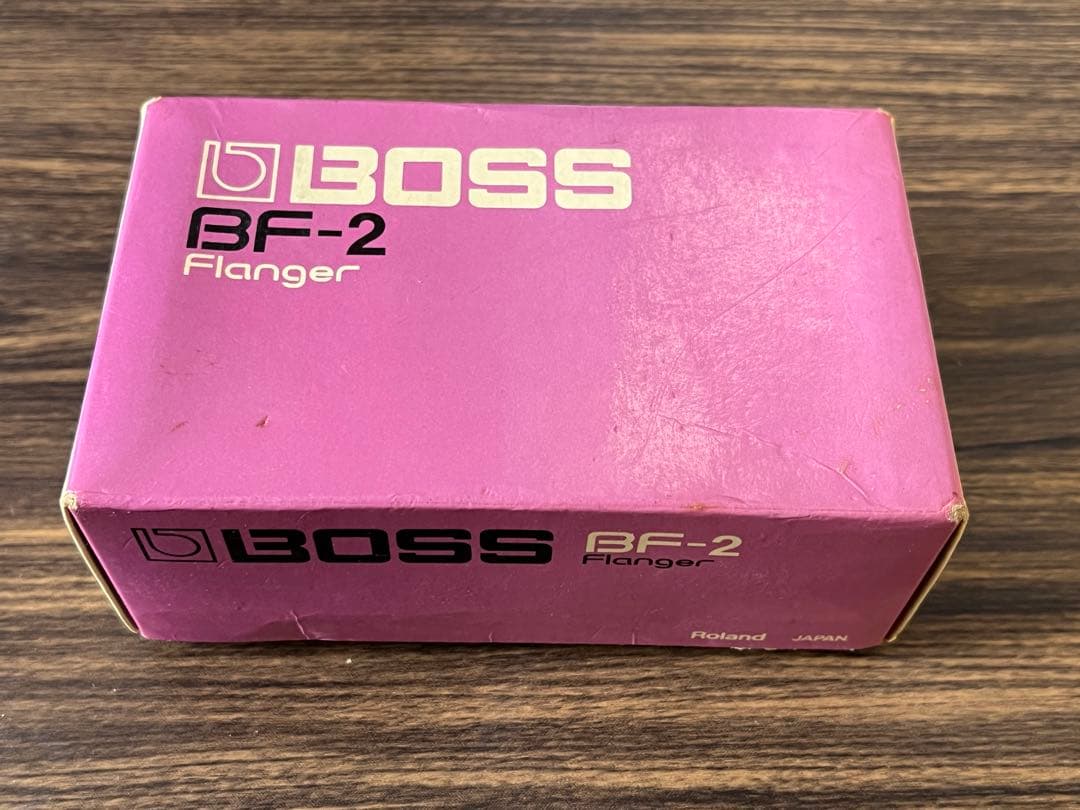 BOSS
BF-2
Flanger
BOSS BF-2
Flanger
Roland JAPAN